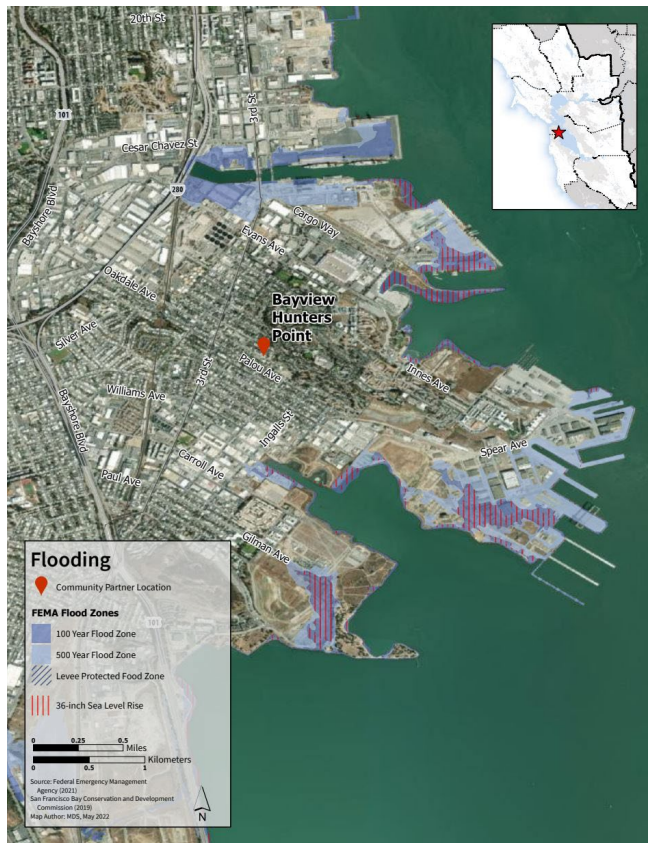 20th St
101
3rd St
Cesar Chavez St
280
Bayshore Blvd
Cargo Way
Evans Ave
Oakdale Ave
Bayview
Hunters
Point
Silver Ave
3rd St
Palou Ave
Innes Ave
Williams Ave
Bayshore Blvd
Ingalls St
Spear Ave
Carroll Ave
Paul Ave
Gilman Ave
101
Flooding
Community Partner Location
FEMA Flood Zones
100 Year Flood Zone
500 Year Flood Zone
Levee Protected Food Zone
36-inch Sea Level Rise
0 0.25 0.5
Miles
Kilometers
0 0.5 1
Source: Federal Emergency Management
Agency (2021)
San Francisco Bay Conservation and Development
Commission (2019)
Map Author: MDS, May 2022
N